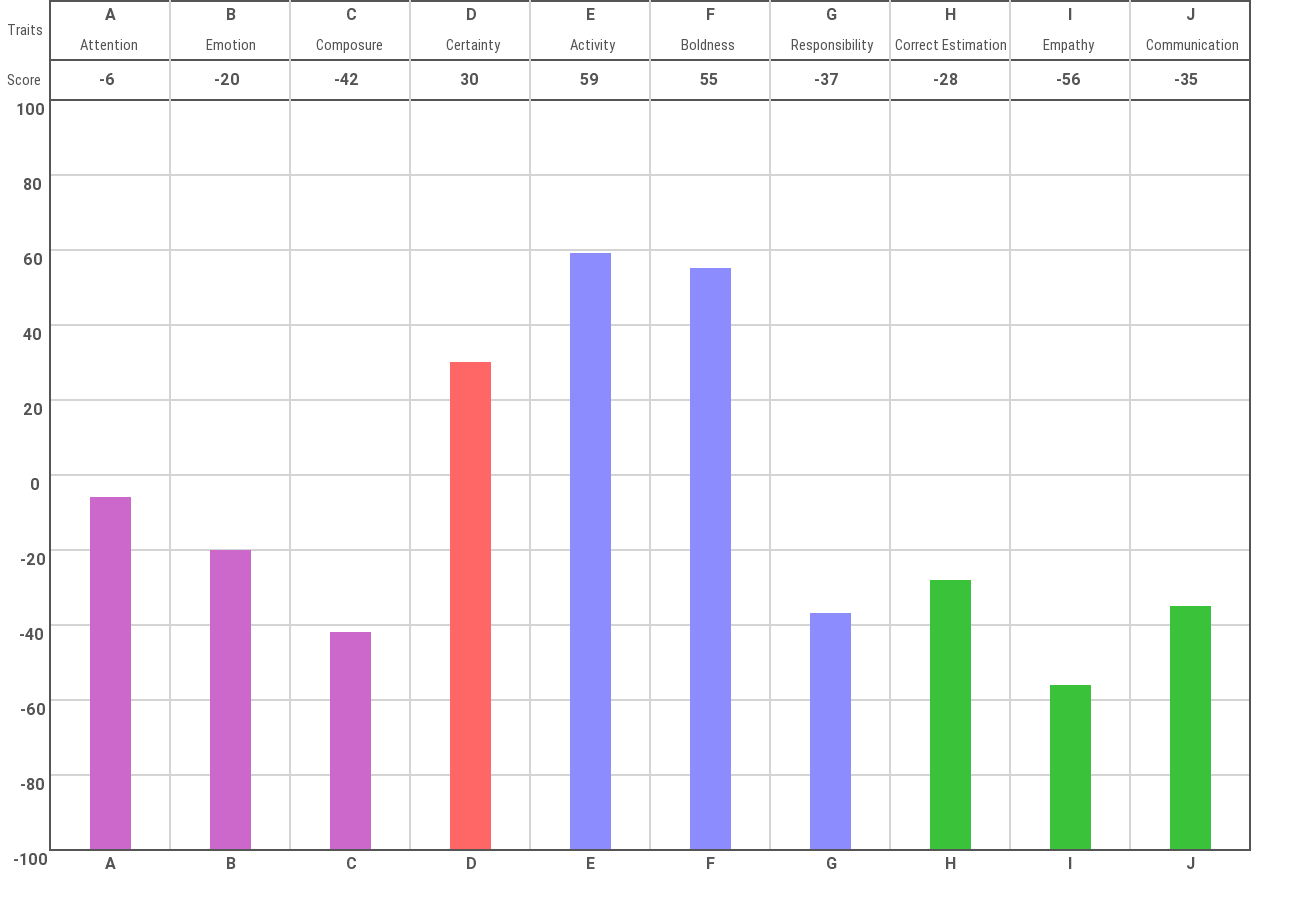 Traits A B C D E F G H I J
Attention Emotion Composure Certainty Activity Boldness Responsibility Correct Estimation Empathy Communication
Score -6 -20 -42 30 59 55 -37 -28 -56 -35
100
80
60
40
20
0
-20
-40
-60
-80
-100
A B C D E F G H I J